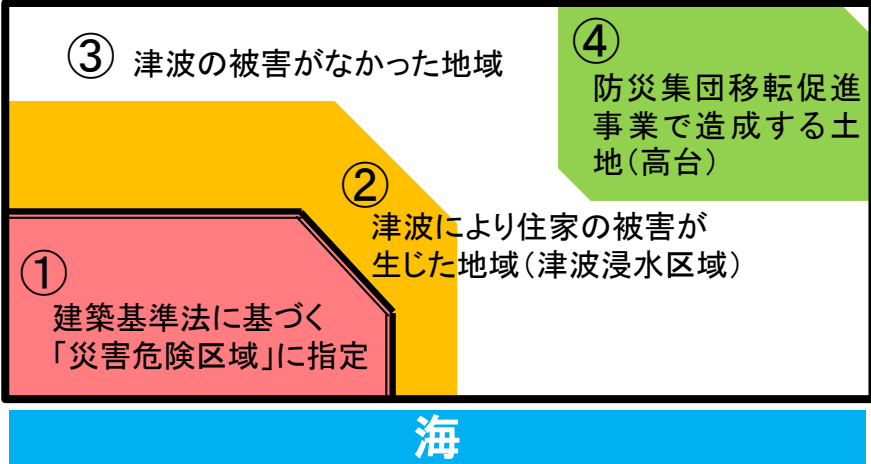 ③ 津波の被害がなかった地域
④
防災集団移転促進
事業で造成する土
地(高台)
②
津波により住家の被害が
生じた地域(津波浸水区域)
①
建築基準法に基づく
「災害危険区域」に指定
海